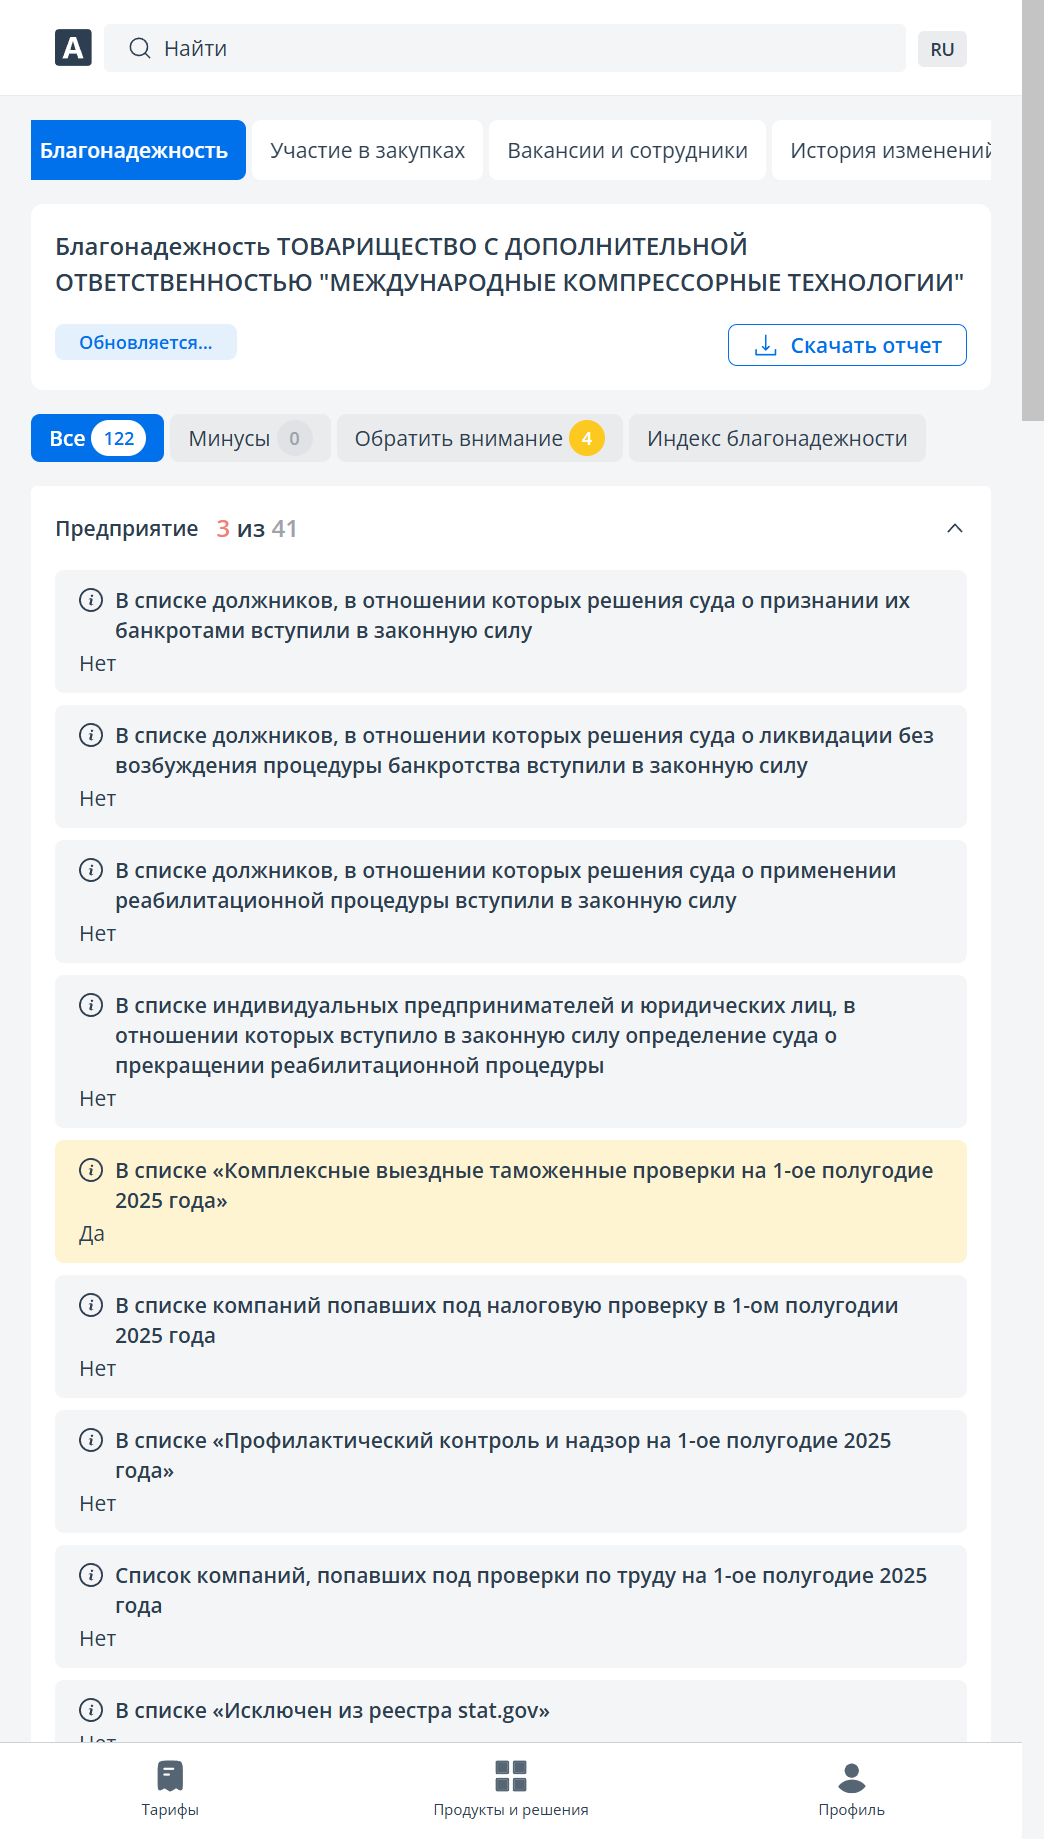 A
Найти
RU
Благонадежность
Участие в закупках
Вакансии и сотрудники
История изменений
Благонадежность ТОВАРИЩЕСТВО С ДОПОЛНИТЕЛЬНОЙ
ОТВЕТСТВЕННОСТЬЮ "МЕЖДУНАРОДНЫЕ КОМПРЕССОРНЫЕ ТЕХНОЛОГИИ"
Обновляется...
Скачать отчет
Все 122
Минусы 0
Обратить внимание 4
Индекс благонадежности
Предприятие 3 из 41
В списке должников, в отношении которых решения суда о признании их
банкротами вступили в законную силу
Нет
В списке должников, в отношении которых решения суда о ликвидации без
возбуждения процедуры банкротства вступили в законную силу
Нет
В списке должников, в отношении которых решения суда о применении
реабилитационной процедуры вступили в законную силу
Нет
В списке индивидуальных предпринимателей и юридических лиц, в
отношении которых вступило в законную силу определение суда о
прекращении реабилитационной процедуры
Нет
В списке «Комплексные выездные таможенные проверки на 1-ое полугодие
2025 года»
Да
В списке компаний попавших под налоговую проверку в 1-ом полугодии
2025 года
Нет
В списке «Профилактический контроль и надзор на 1-ое полугодие 2025
года»
Нет
Список компаний, попавших под проверки по труду на 1-ое полугодие 2025
года
Нет
В списке «Исключен из реестра stat.gov»
Нет
Тарифы
Продукты и решения
Профиль